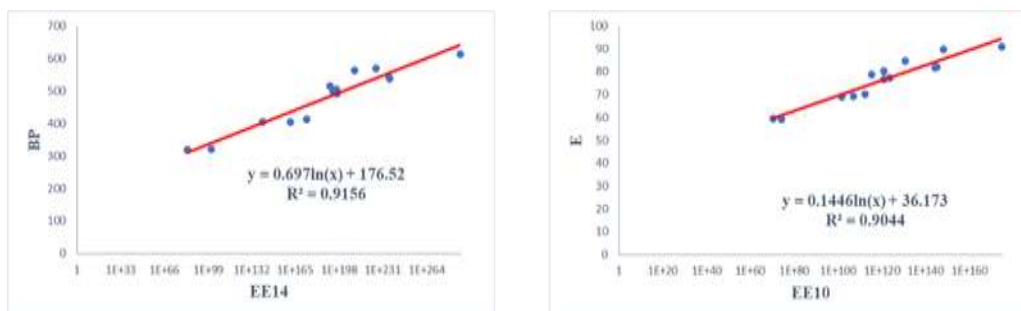 700
600
500
400
300
200
100
0
BP
y = 0.697ln(x) + 176.52
R² = 0.9156
1 1E+33 1E+66 1E+99 1E+132 1E+165 1E+198 1E+231 1E+264
EE14
100
90
80
70
60
50
40
30
20
10
0
E
y = 0.1446ln(x) + 36.173
R² = 0.9044
1 1E+20 1E+40 1E+60 1E+80 1E+100 1E+120 1E+140 1E+160
EE10